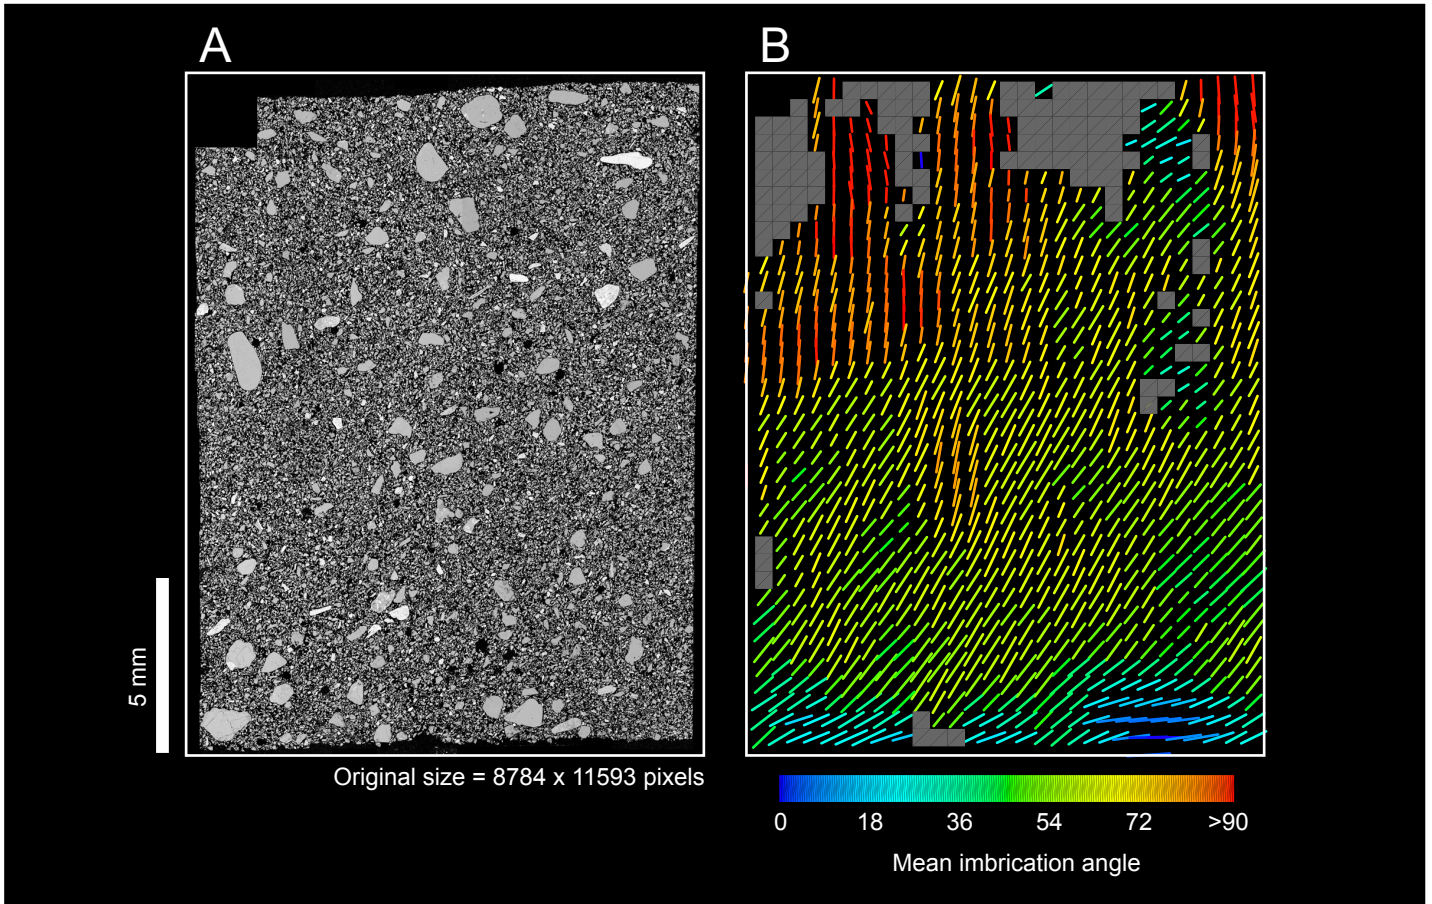 A
B
5 mm
Original size = 8784 x 11593 pixels
0 18 36 54 72 >90
Mean imbrication angle